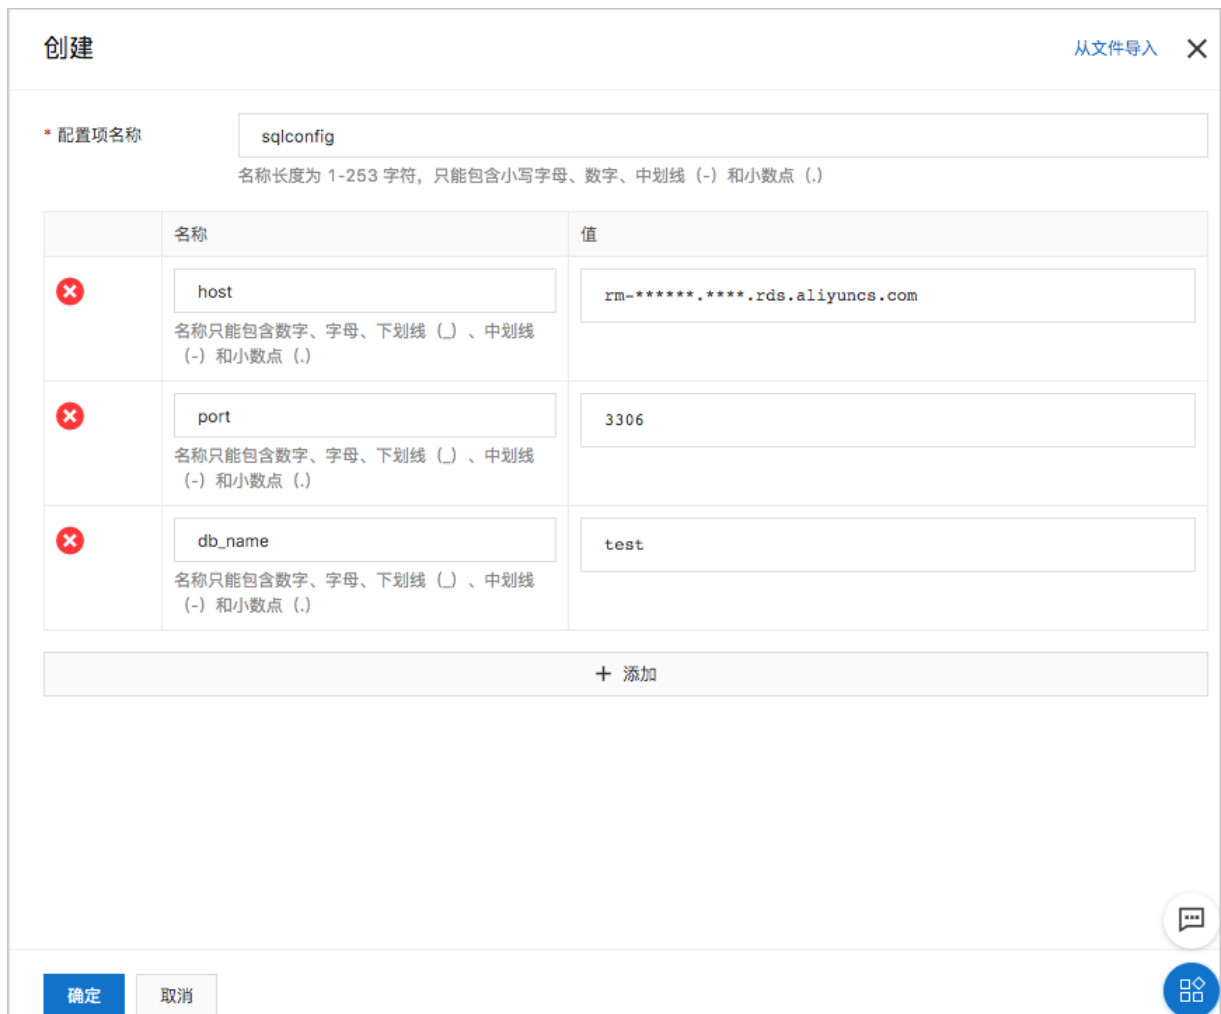 创建
从文件导入
* 配置项名称
sqlconfig
名称长度为 1-253 字符，只能包含小写字母、数字、中划线（-）和小数点（.）
名称
值
host
rm-******.****.rds.aliyuncs.com
名称只能包含数字、字母、下划线（_）、中划线
（-）和小数点（.）
port
3306
名称只能包含数字、字母、下划线（_）、中划线
（-）和小数点（.）
db_name
test
名称只能包含数字、字母、下划线（_）、中划线
（-）和小数点（.）
+ 添加
确定
取消